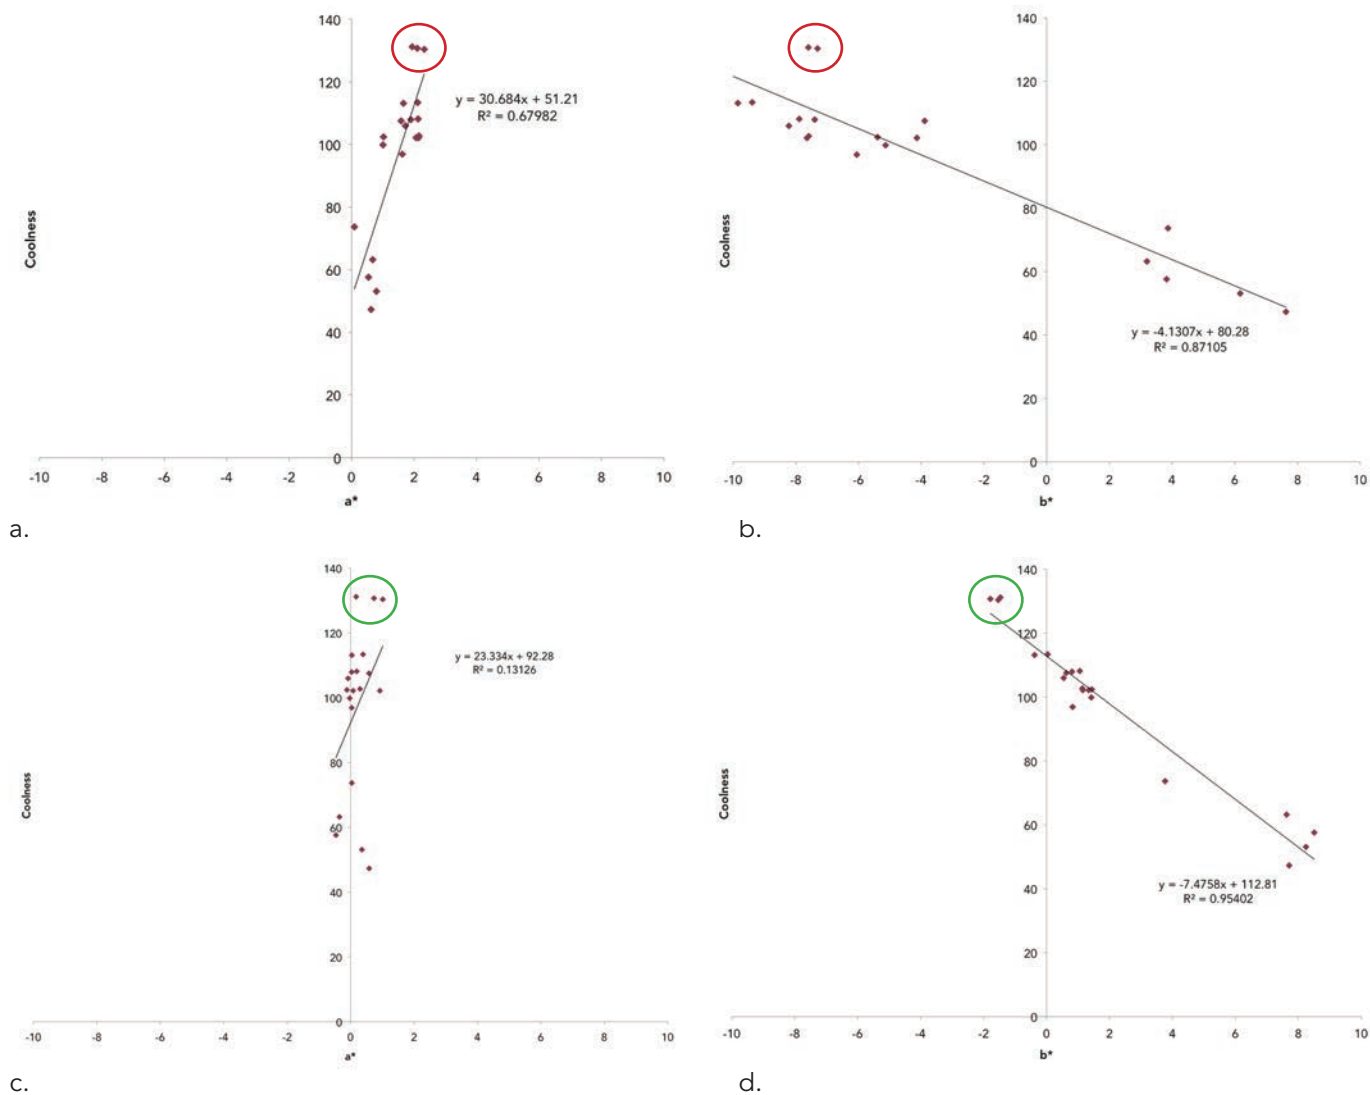 140
120
100
80
60
40
20
0
-10 -8 -6 -4 -2 0 2 4 6 8 10
Coolness
a*
y = 30.684x + 51.21
R² = 0.67982
a.
140
120
100
80
60
40
20
0
-10 -8 -6 -4 -2 0 2 4 6 8 10
Coolness
b*
y = -4.1307x + 80.28
R² = 0.87105
b.
140
120
100
80
60
40
20
0
-10 -8 -6 -4 -2 0 2 4 6 8 10
Coolness
a*
y = 23.334x + 92.28
R² = 0.13126
c.
140
120
100
80
60
40
20
0
-10 -8 -6 -4 -2 0 2 4 6 8 10
Coolness
b*
y = -7.4758x + 112.81
R² = 0.95402
d.